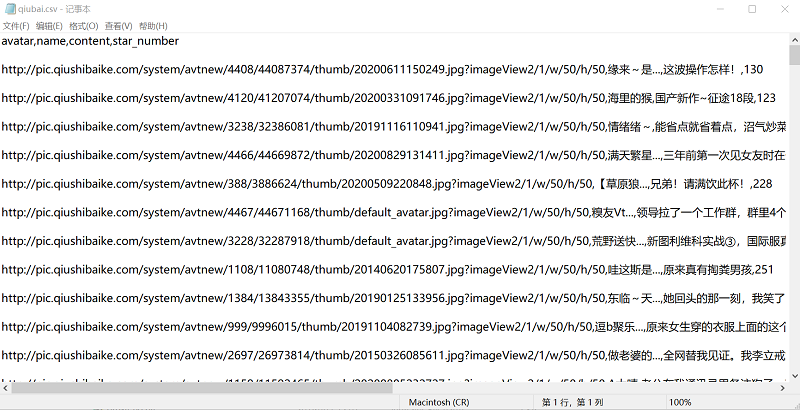 qiubai.csv - 记事本
文件(F) 编辑(E) 格式(O) 查看(V) 帮助(H)
avatar,name,content,star_number
http://pic.qiushibaike.com/system/avtnew/4408/44087374/thumb/20200611150249.jpg?imageView2/1/w/50/h/50,缘来～是...,这波操作怎样！,130
http://pic.qiushibaike.com/system/avtnew/4120/41207074/thumb/20200331091746.jpg?imageView2/1/w/50/h/50,海里的猴,国产新作~征途18段,123
http://pic.qiushibaike.com/system/avtnew/3238/32386081/thumb/20191116110941.jpg?imageView2/1/w/50/h/50,情绪绪～,能省点就省着点，沼气炒菜
http://pic.qiushibaike.com/system/avtnew/4466/44669872/thumb/20200829131411.jpg?imageView2/1/w/50/h/50,满天繁星...,三年前第一次见女友时在
http://pic.qiushibaike.com/system/avtnew/388/3886624/thumb/20200509220848.jpg?imageView2/1/w/50/h/50,【草原狼...,兄弟！请满饮此杯！,228
http://pic.qiushibaike.com/system/avtnew/4467/44671168/thumb/default_avatar.jpg?imageView2/1/w/50/h/50,糗友Vt...,领导拉了一个工作群，群里4个
http://pic.qiushibaike.com/system/avtnew/3228/32287918/thumb/default_avatar.jpg?imageView2/1/w/50/h/50,荒野送快...,新图利维科实战③，国际服真
http://pic.qiushibaike.com/system/avtnew/1108/11080748/thumb/20140620175807.jpg?imageView2/1/w/50/h/50,哇这斯是...,原来真有掏粪男孩,251
http://pic.qiushibaike.com/system/avtnew/1384/13843355/thumb/20190125133956.jpg?imageView2/1/w/50/h/50,东临～天...,她回头的那一刻，我笑了
http://pic.qiushibaike.com/system/avtnew/999/9996015/thumb/20191104082739.jpg?imageView2/1/w/50/h/50,逗b聚乐...,原来女生穿的衣服上面的这个
http://pic.qiushibaike.com/system/avtnew/2697/26973814/thumb/20150326085611.jpg?imageView2/1/w/50/h/50,做老婆的...,全网替我见证。我李立戒
Macintosh (CR) 第 1 行，第 1 列 100%